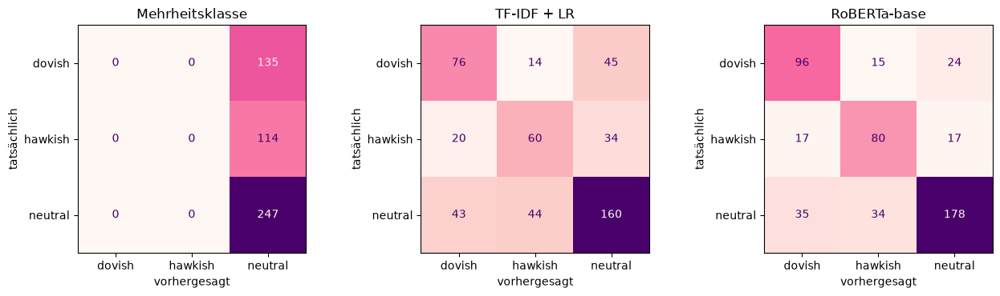 Mehrheitsklasse
dovish 0 0 135
hawkish 0 0 114
neutral 0 0 247
dovish hawkish neutral
vorhergesagt
tatsächlich
TF-IDF + LR
dovish 76 14 45
hawkish 20 60 34
neutral 43 44 160
dovish hawkish neutral
vorhergesagt
tatsächlich
RoBERTa-base
dovish 96 15 24
hawkish 17 80 17
neutral 35 34 178
dovish hawkish neutral
vorhergesagt
tatsächlich